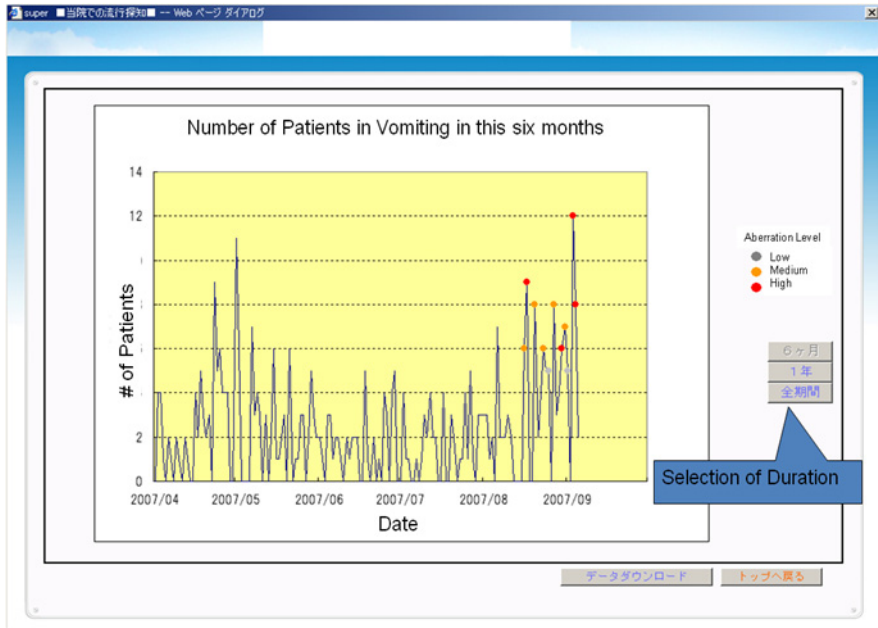 super ■当院での流行探知■ -- Web ページ ダイアログ
Number of Patients in Vomiting in this six months
14
12
8
6
4
2
0
# of Patients
2007/04 2007/05 2007/06 2007/07 2007/08 2007/09
Date
Aberration Level
Low
Medium
High
6ヶ月
1年
全期間
Selection of Duration
データダウンロード トップへ戻る